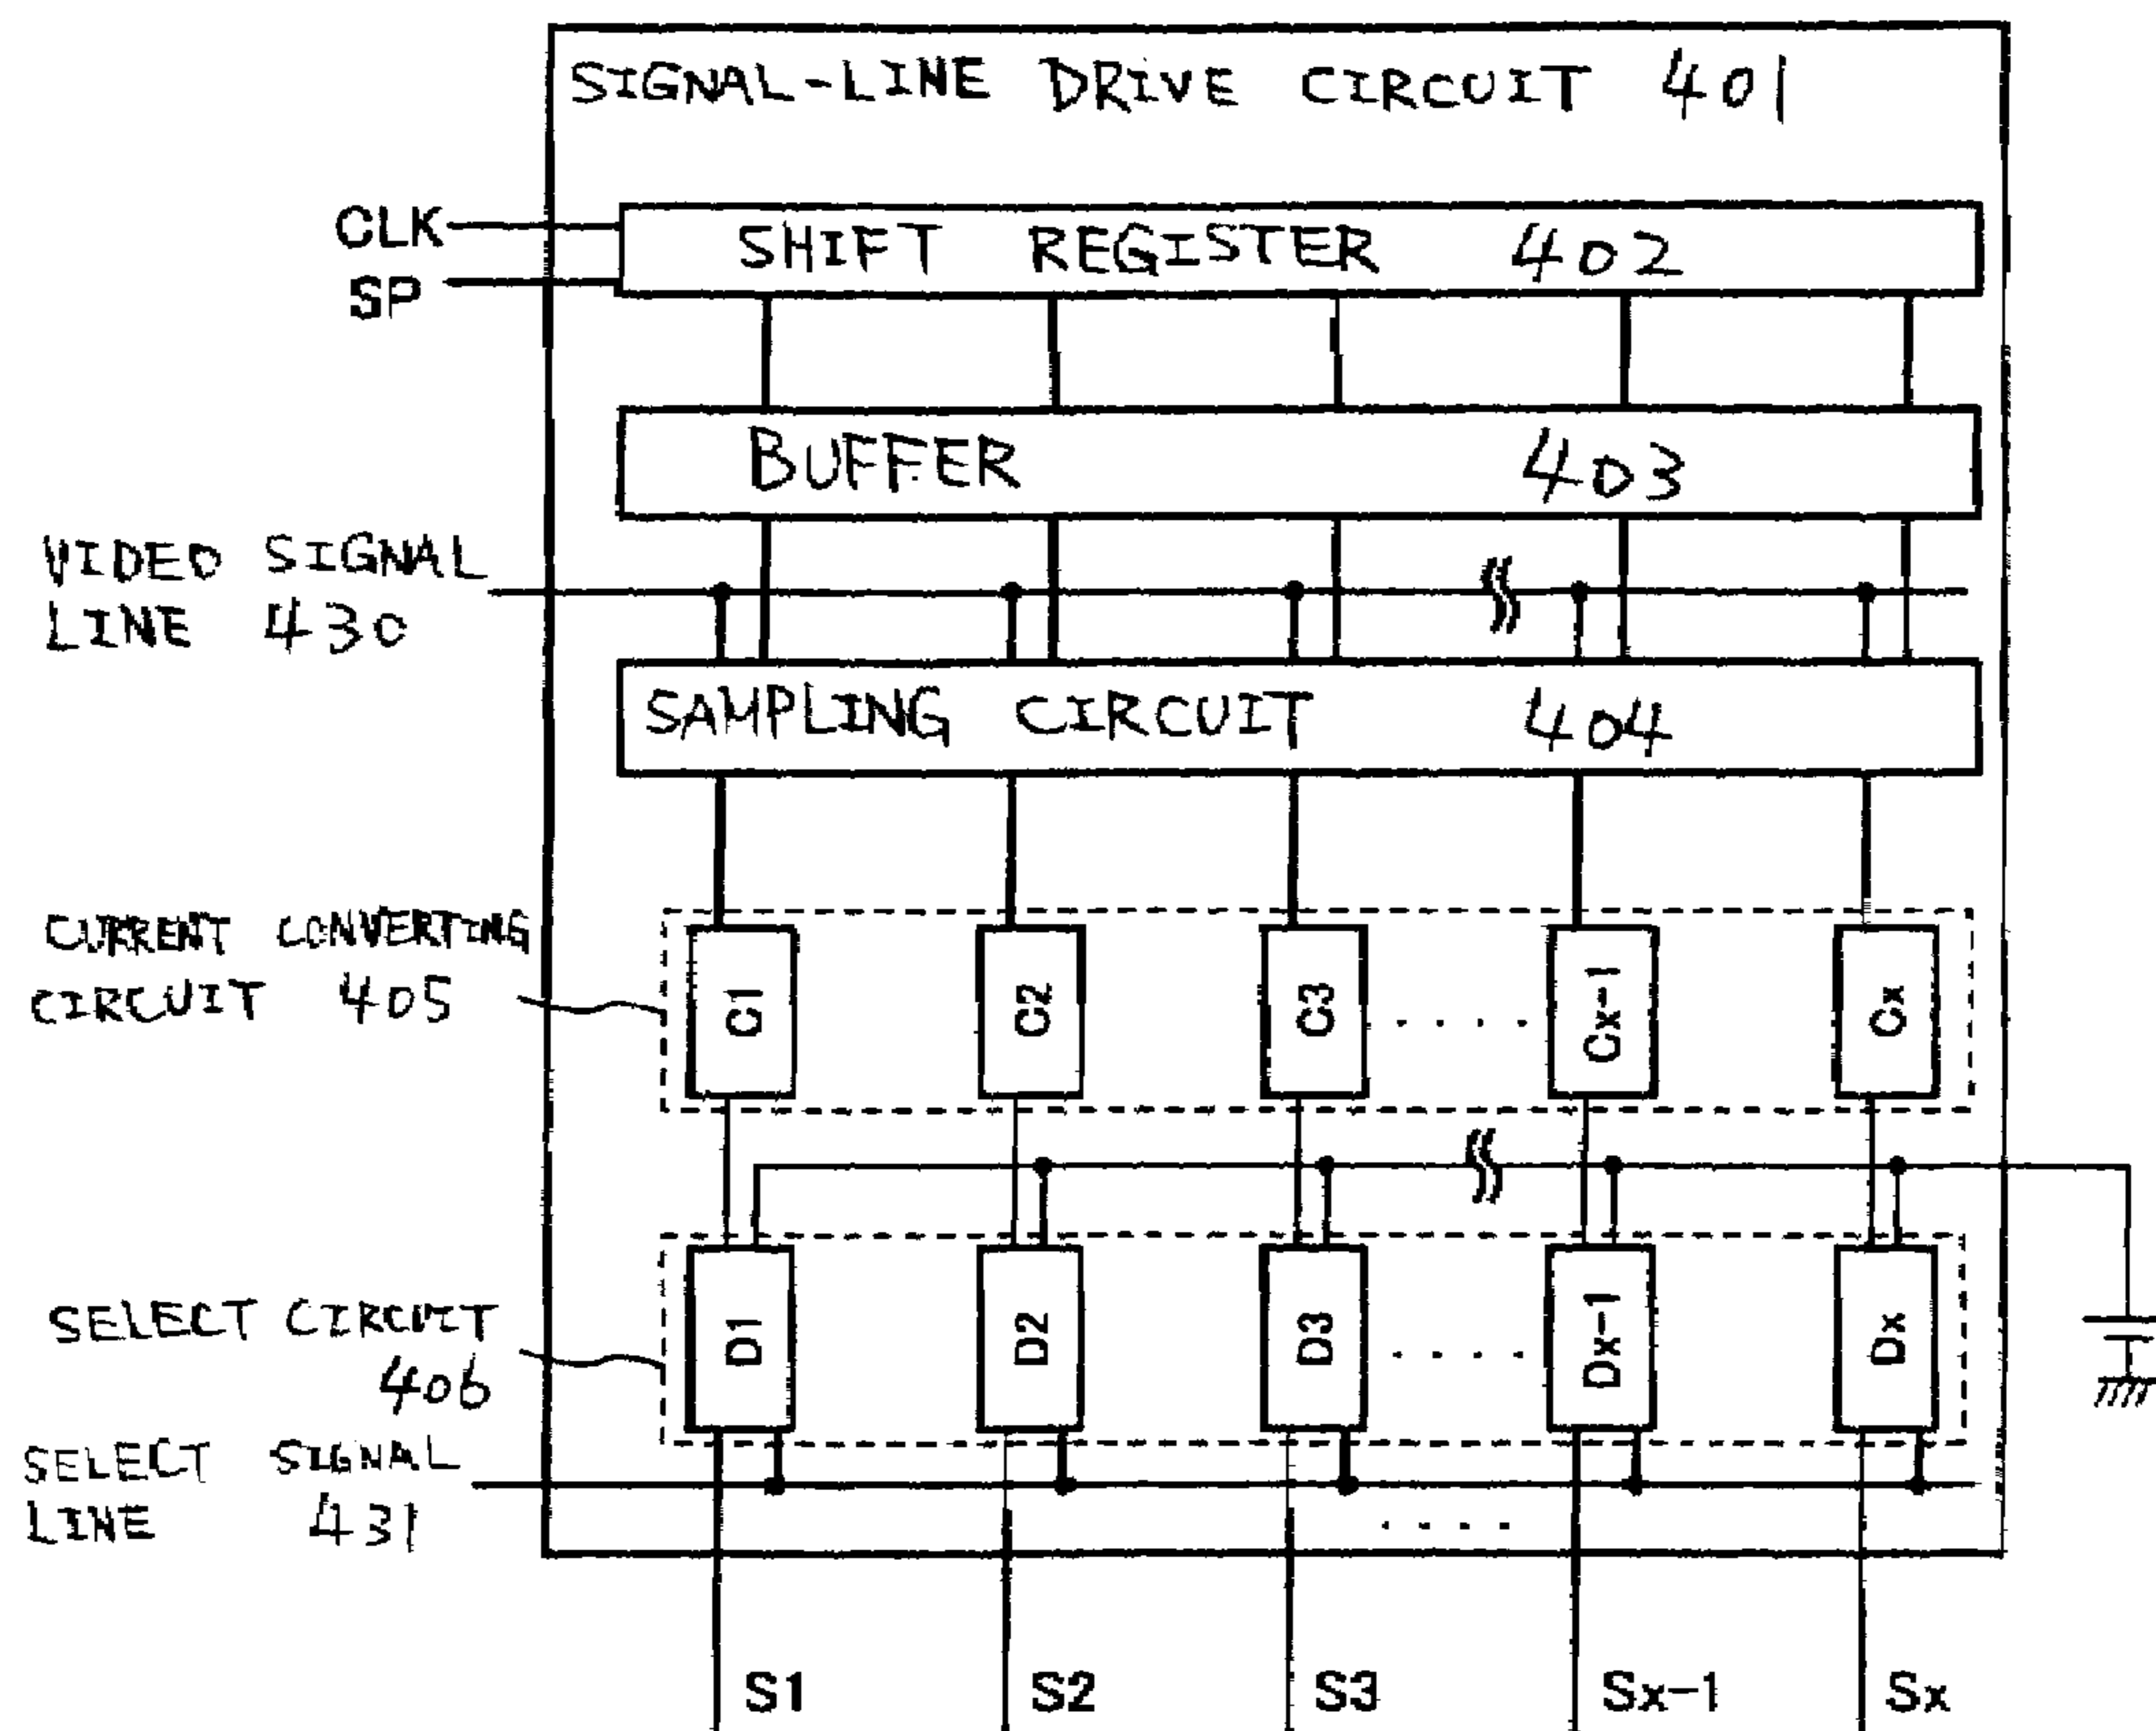 SIGNAL-LINE DRIVE CIRCUIT 401
CLK
SP
SHIFT REGISTER 402
BUFFER 403
VIDEO SIGNAL
LINE 430
SAMPLING CIRCUIT 404
CURRENT CONVERTING
CIRCUIT 405
C1
C2
C3
. . . .
Cx-1
Cx
SELECT CIRCUIT
406
D1
D2
D3
. . . .
Dx-1
Dx
SELECT SIGNAL
LINE 431
. . . .
S1
S2
S3
Sx-1
Sx